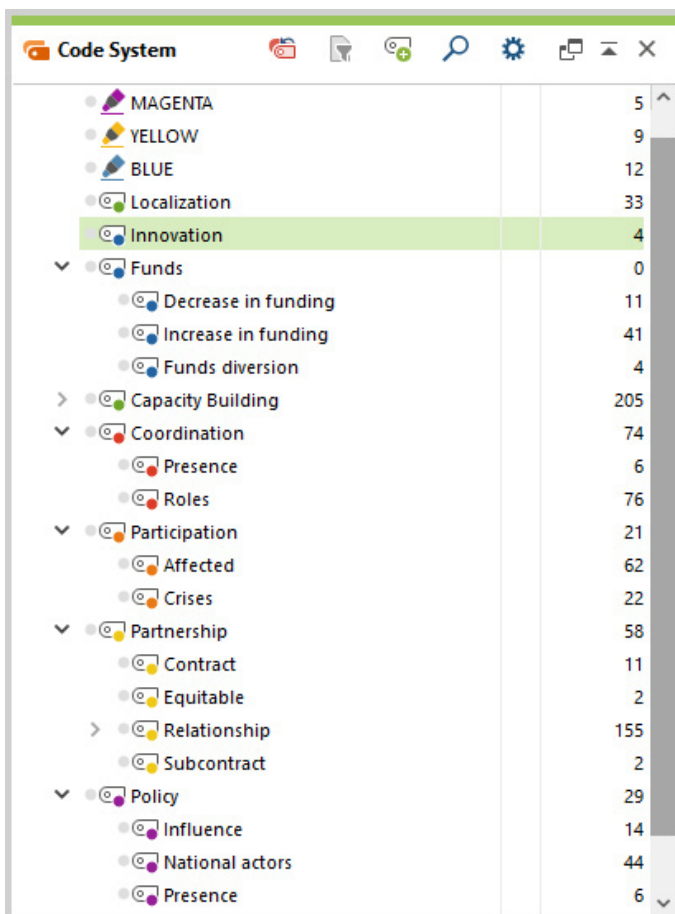 Code System
MAGENTA 5
YELLOW 9
BLUE 12
Localization 33
Innovation 4
Funds 0
Decrease in funding 11
Increase in funding 41
Funds diversion 4
Capacity Building 205
Coordination 74
Presence 6
Roles 76
Participation 21
Affected 62
Crises 22
Partnership 58
Contract 11
Equitable 2
Relationship 155
Subcontract 2
Policy 29
Influence 14
National actors 44
Presence 6